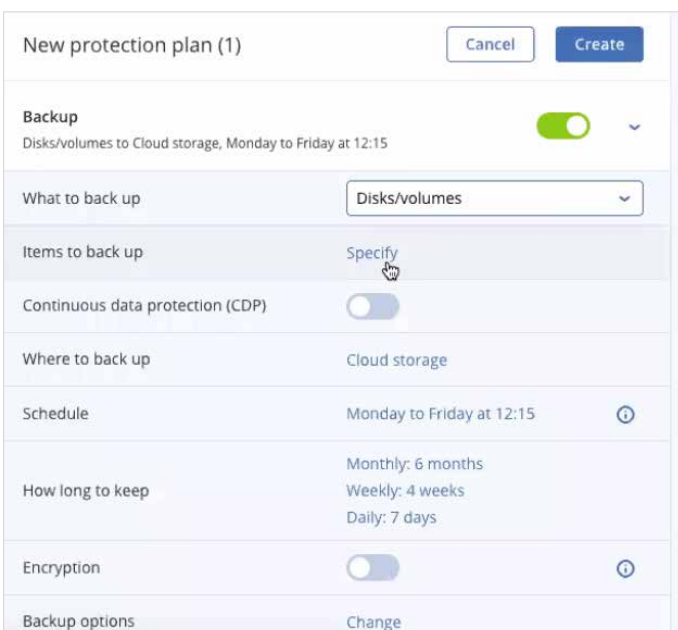 New protection plan (1)
Cancel
Create
Backup
Disks/volumes to Cloud storage, Monday to Friday at 12:15
What to back up
Disks/volumes
Items to back up
Specify
Continuous data protection (CDP)
Where to back up
Cloud storage
Schedule
Monday to Friday at 12:15
How long to keep
Monthly: 6 months
Weekly: 4 weeks
Daily: 7 days
Encryption
Backup options
Change